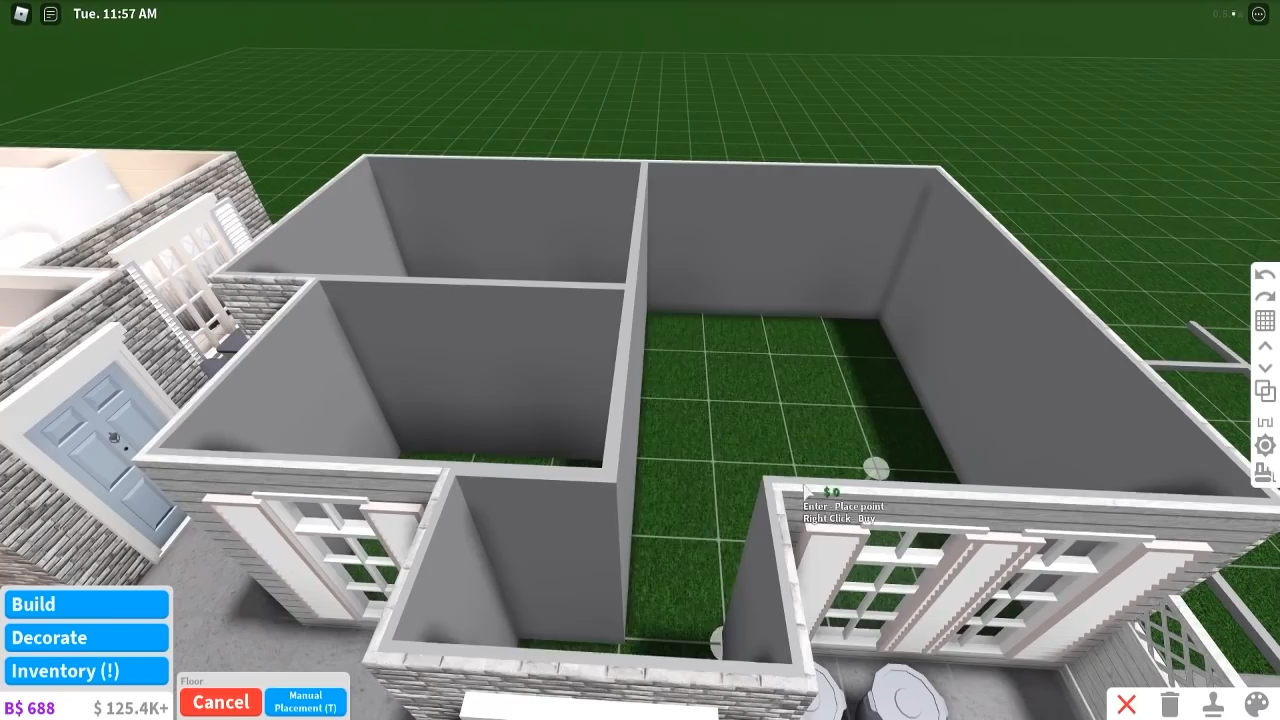 Tue. 11:57 AM
$0
Enter - Place point
Right Click - Buy
Build
Decorate
Inventory (!)
B$ 688
$ 125.4K+
Floor
Cancel
Manual
Placement (T)